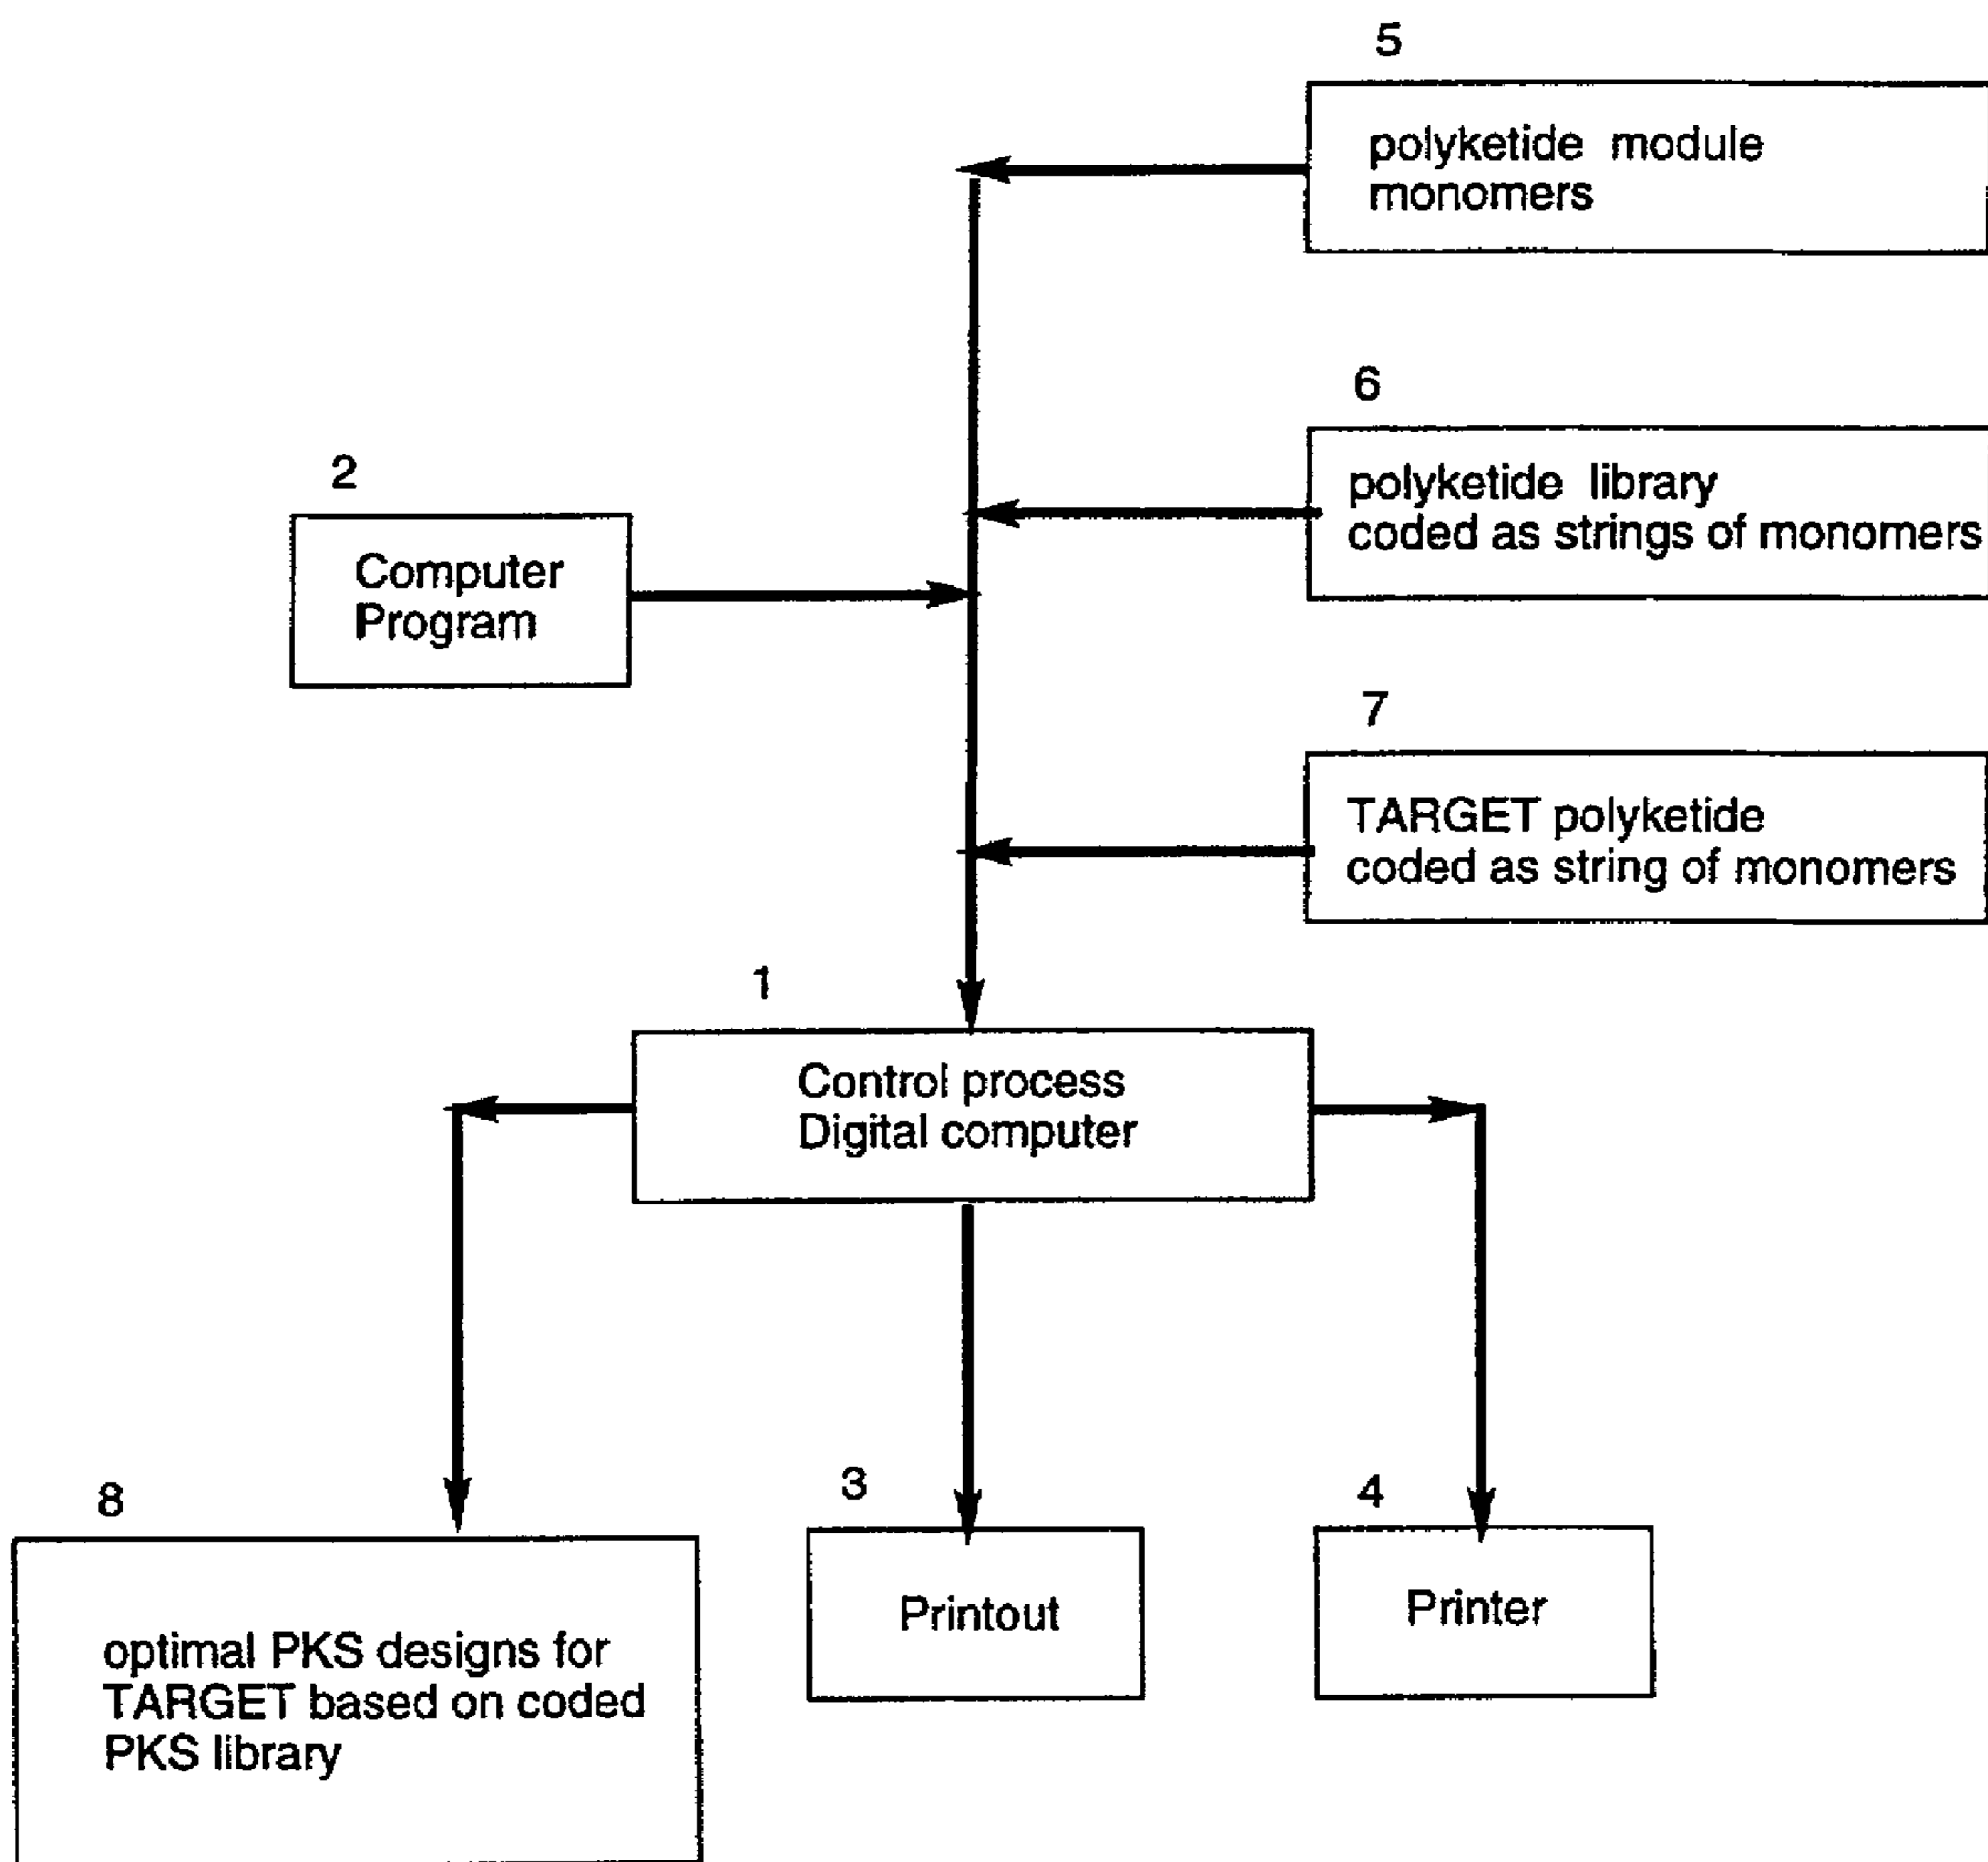 5
polyketide module
monomers
6
polyketide library
coded as strings of monomers
2
Computer
Program
7
TARGET polyketide
coded as string of monomers
1
Control process
Digital computer
8
optimal PKS designs for
TARGET based on coded
PKS library
3
Printout
4
Printer